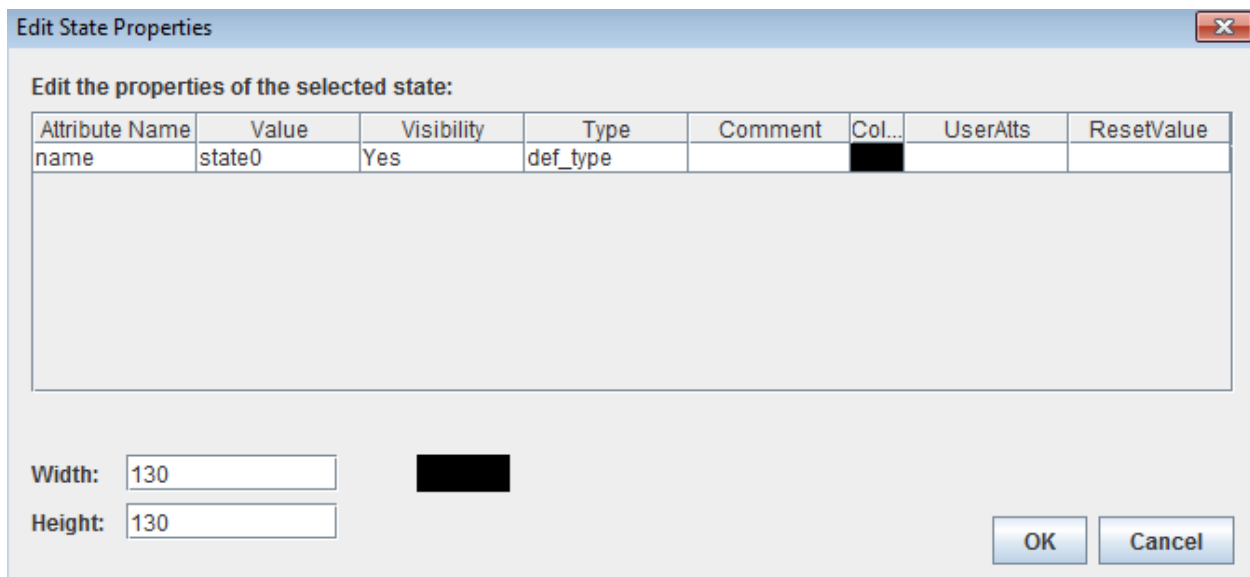 Edit State Properties
Edit the properties of the selected state:
Attribute Name Value Visibility Type Comment Col... UserAtts ResetValue
name state0 Yes def_type
Width: 130
Height: 130
OK Cancel